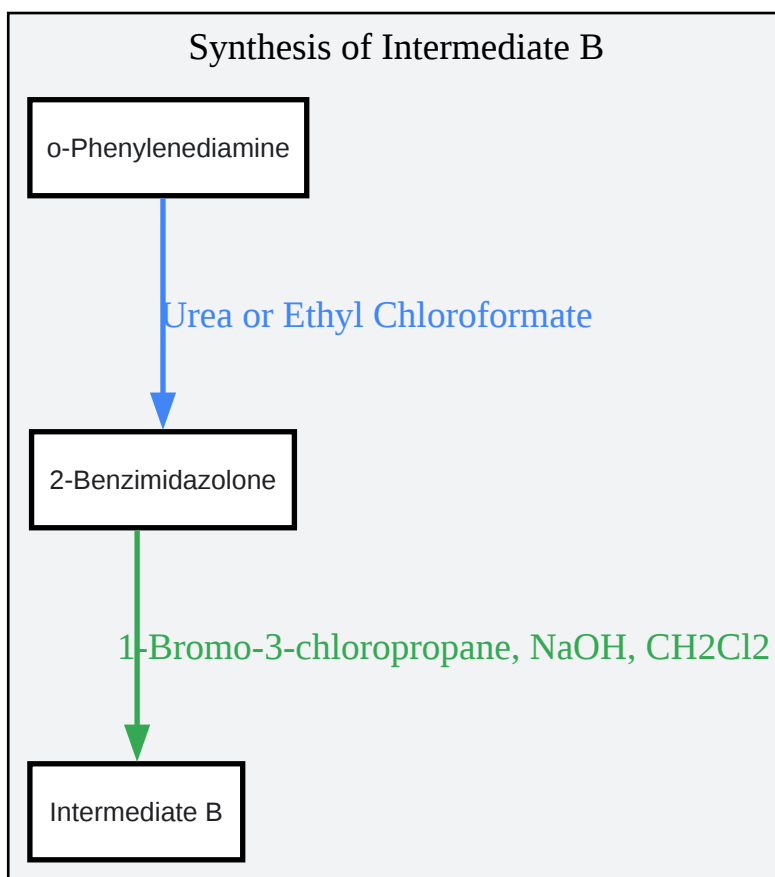 Synthesis of Intermediate B
o-Phenylenediamine
Urea or Ethyl Chloroformate
2-Benzimidazolone
1-Bromo-3-chloropropane, NaOH, CH2Cl2
Intermediate B